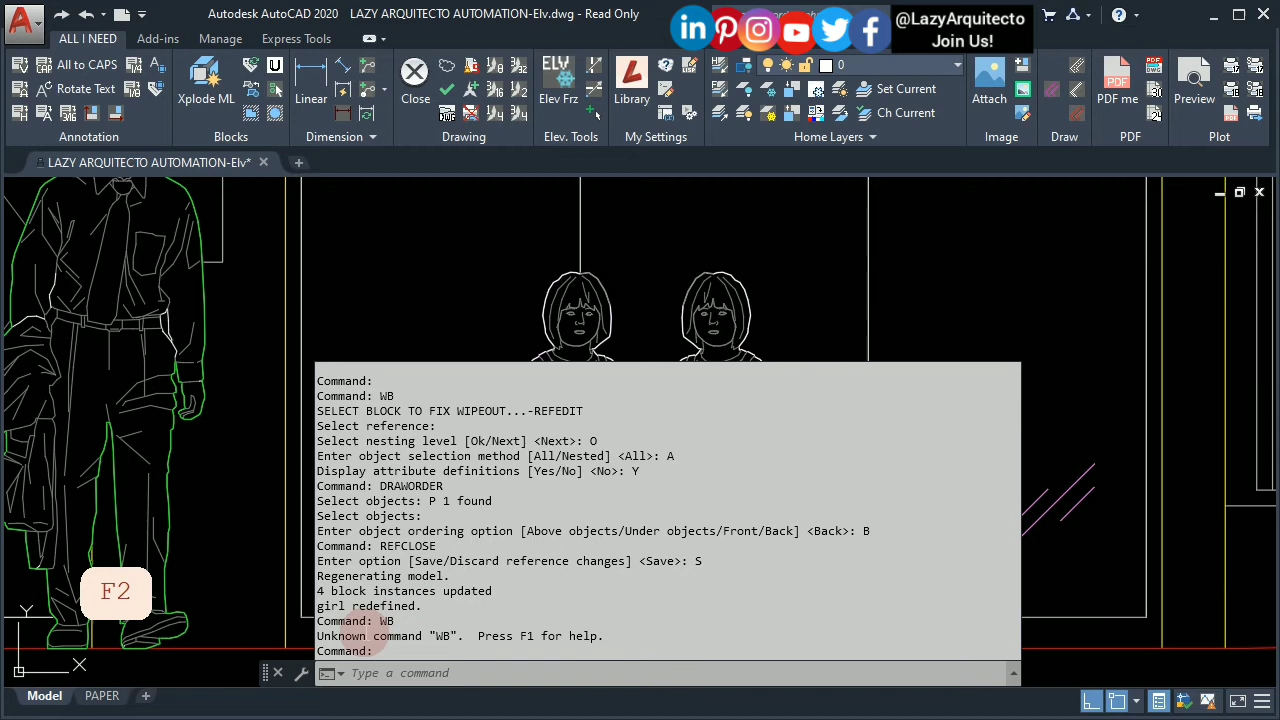 Autodesk AutoCAD 2020 LAZY ARQUITECTO AUTOMATION-Elv.dwg - Read Only
@LazyArquitecto
Join Us!
ALL I NEED Add-ins Manage Express Tools
All to CAPS
0
Rotate Text
Set Current
Xplode ML Linear Close Elev Frz Library Attach PDF me Preview
Ch Current
Annotation Blocks Dimension Drawing Elev. Tools My Settings Home Layers Image Draw PDF Plot
LAZY ARQUITECTO AUTOMATION-Elv*
Command:
Command: WB
SELECT BLOCK TO FIX WIPEOUT...-REFEDIT
Select reference:
Select nesting level [Ok/Next] <Next>: O
Enter object selection method [All/Nested] <All>: A
Display attribute definitions [Yes/No] <No>: Y
Command: DRAWORDER
Select objects: P 1 found
Select objects:
Enter object ordering option [Above objects/Under objects/Front/Back] <Back>: B
Command: REFCLOSE
Enter option [Save/Discard reference changes] <Save>: S
Regenerating model.
4 block instances updated
girl redefined.
Command: WB
Unknown command "WB".  Press F1 for help.
Command:
F2
Y
X
Type a command
Model PAPER